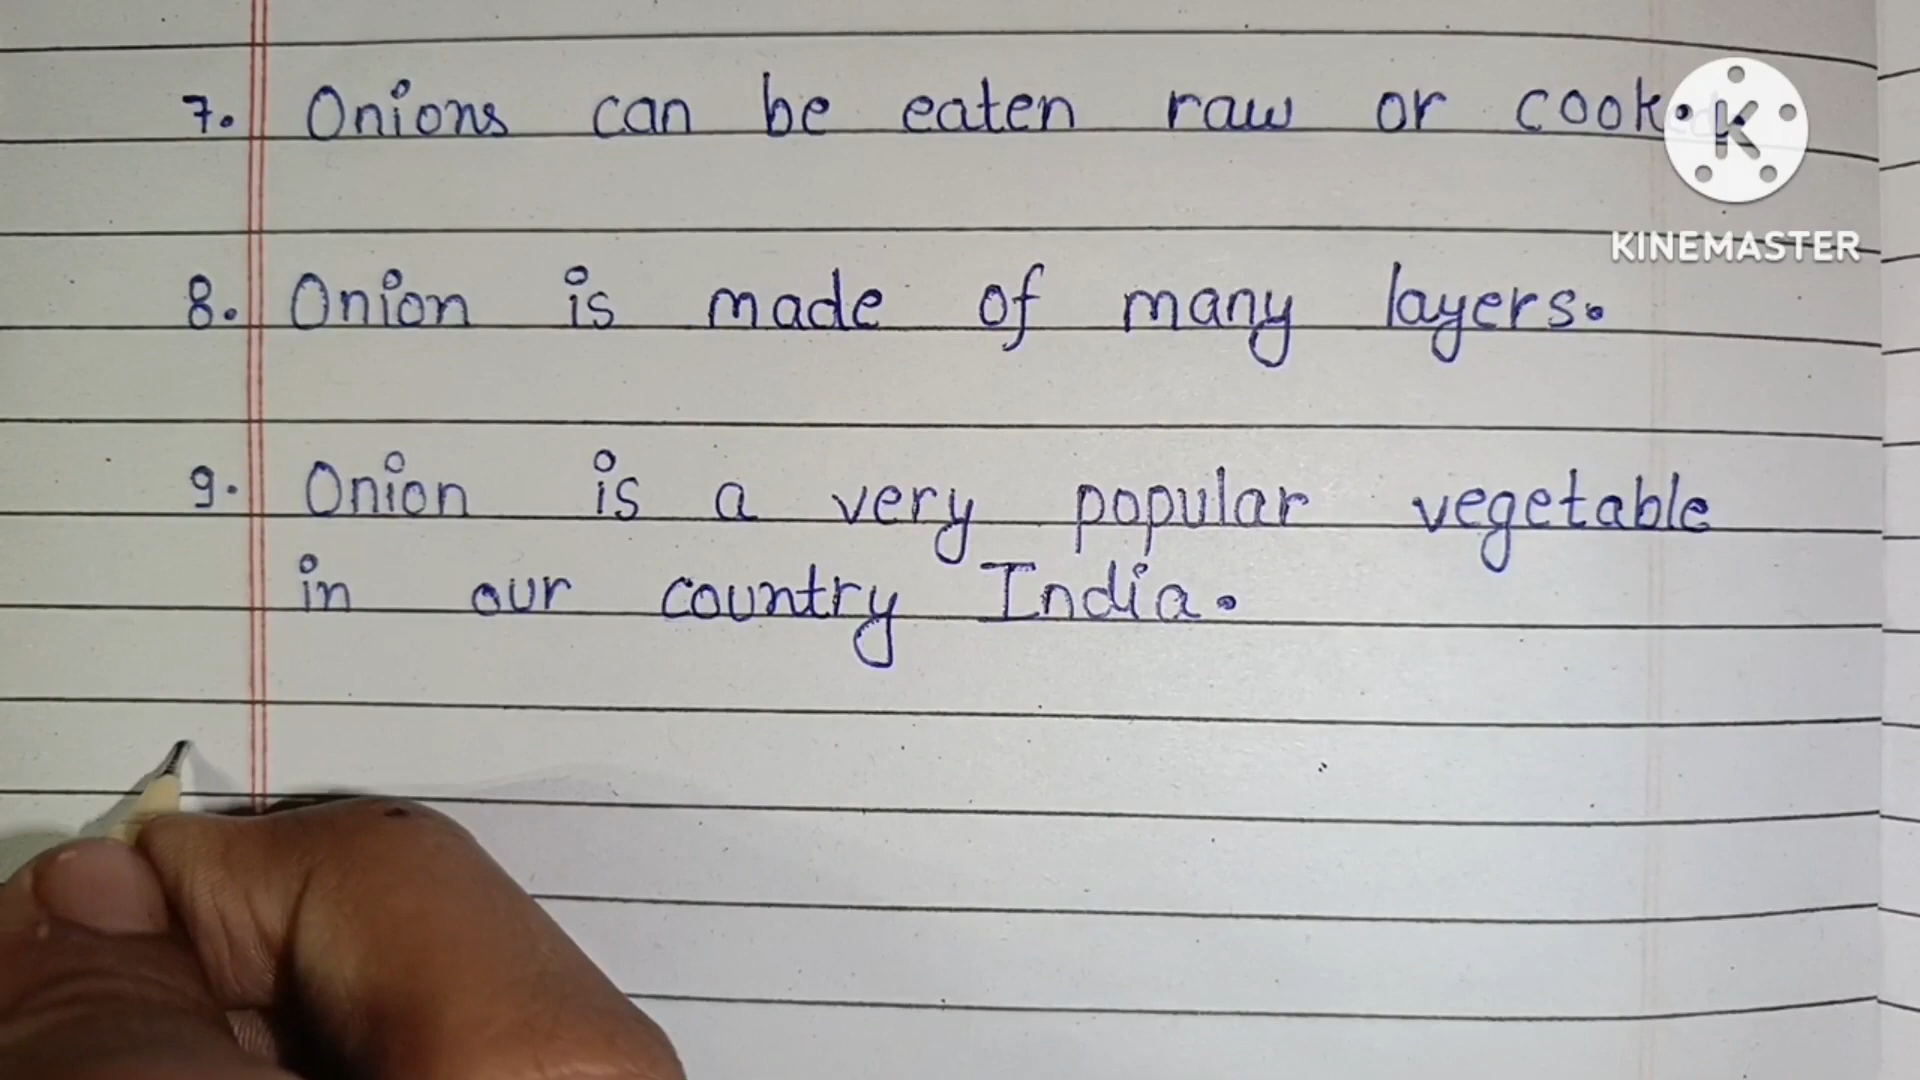 7. Onions can be eaten raw or cooked
KINEMASTER
8. Onion is made of many layers.
9. Onion is a very popular vegetable
in our country India.